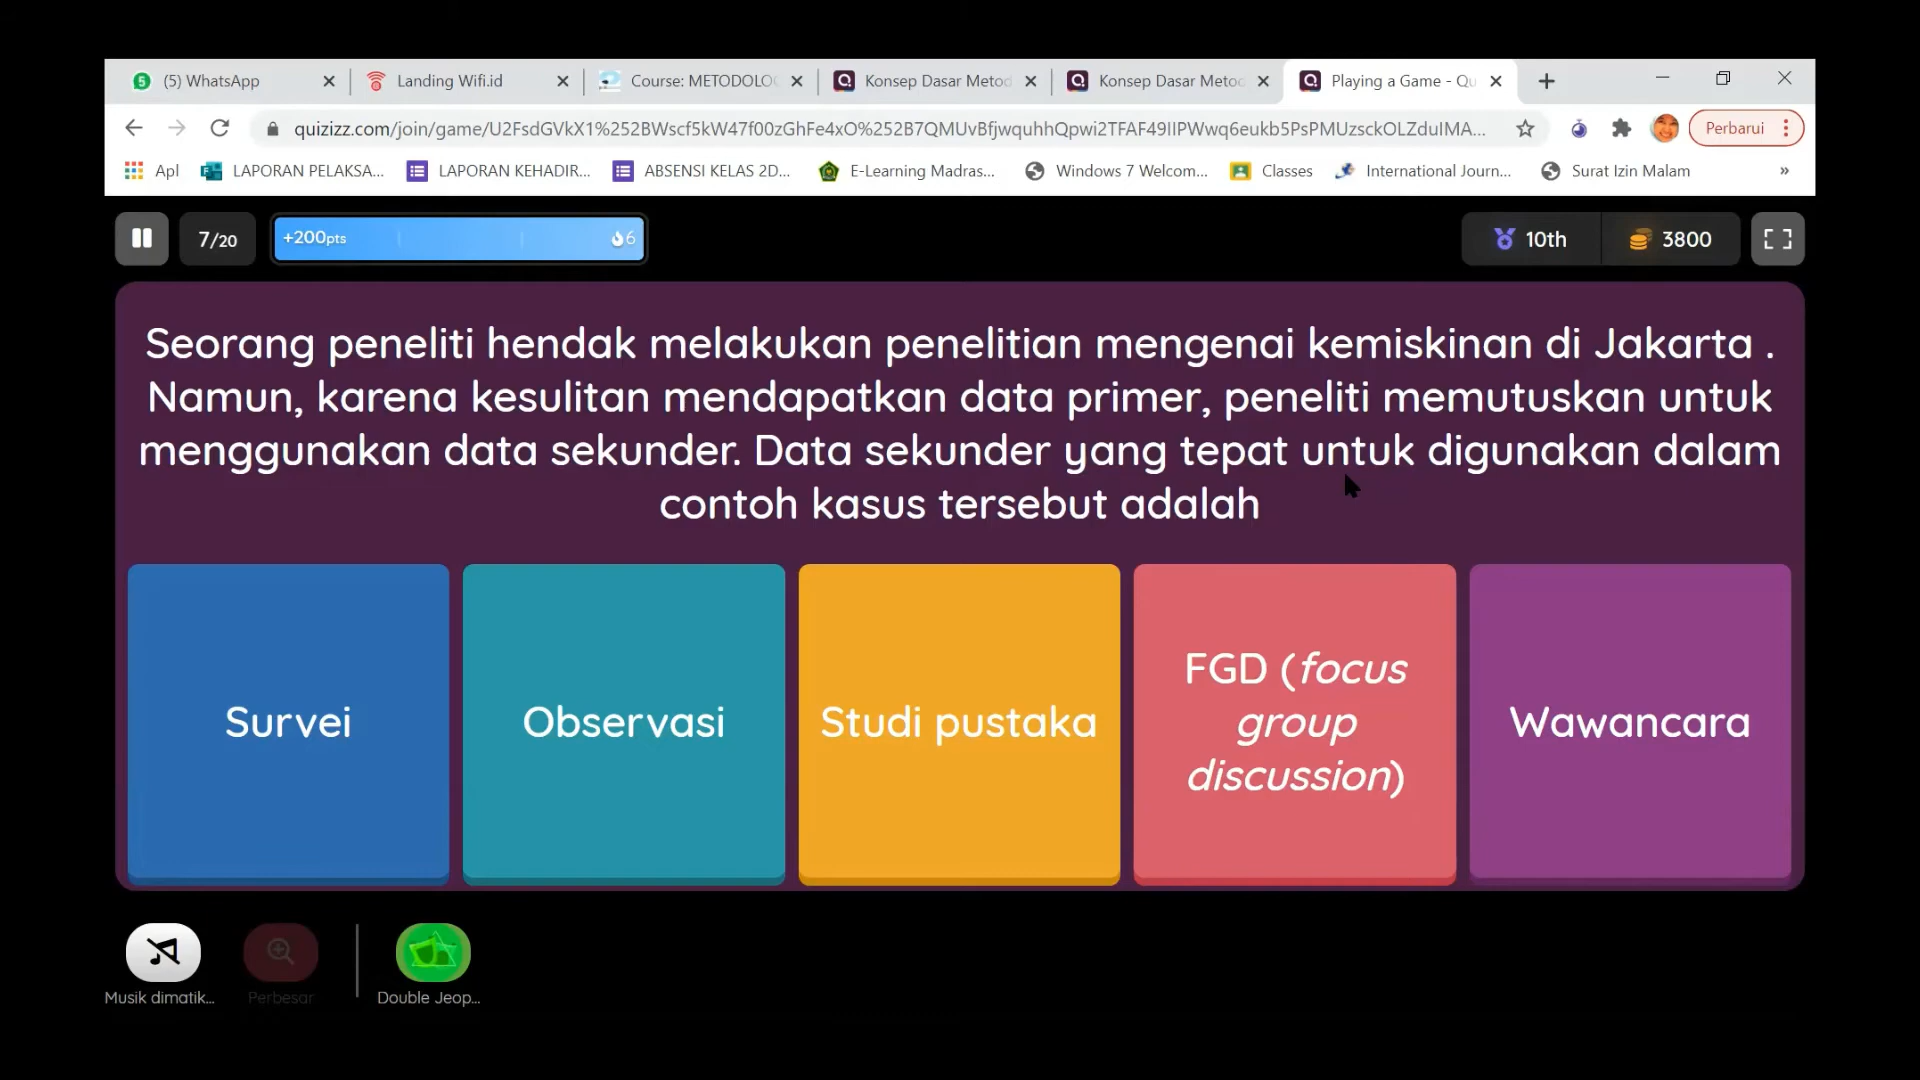 (5) WhatsApp
Landing Wifi.id
Course: METODOLO
Konsep Dasar Metod
Konsep Dasar Metod
Playing a Game - Qu
quizizz.com/join/game/U2FsdGVkX1%252BWscf5kW47f00zGhFe4xO%252B7QMUvBfjwquhhQpwi2TFAF49IIPWwq6eukb5PsPMUzsckOLZduIMA...
Perbarui
Apl
LAPORAN PELAKSA...
LAPORAN KEHADIR...
ABSENSI KELAS 2D...
E-Learning Madras...
Windows 7 Welcom...
Classes
International Journ...
Surat Izin Malam
»
7/20
+200pts
6
10th
3800
Seorang peneliti hendak melakukan penelitian mengenai kemiskinan di Jakarta .
Namun, karena kesulitan mendapatkan data primer, peneliti memutuskan untuk
menggunakan data sekunder. Data sekunder yang tepat untuk digunakan dalam
contoh kasus tersebut adalah
Survei
Observasi
Studi pustaka
FGD (focus
group
discussion)
Wawancara
Musik dimatik...
Perbesar
Double Jeop...